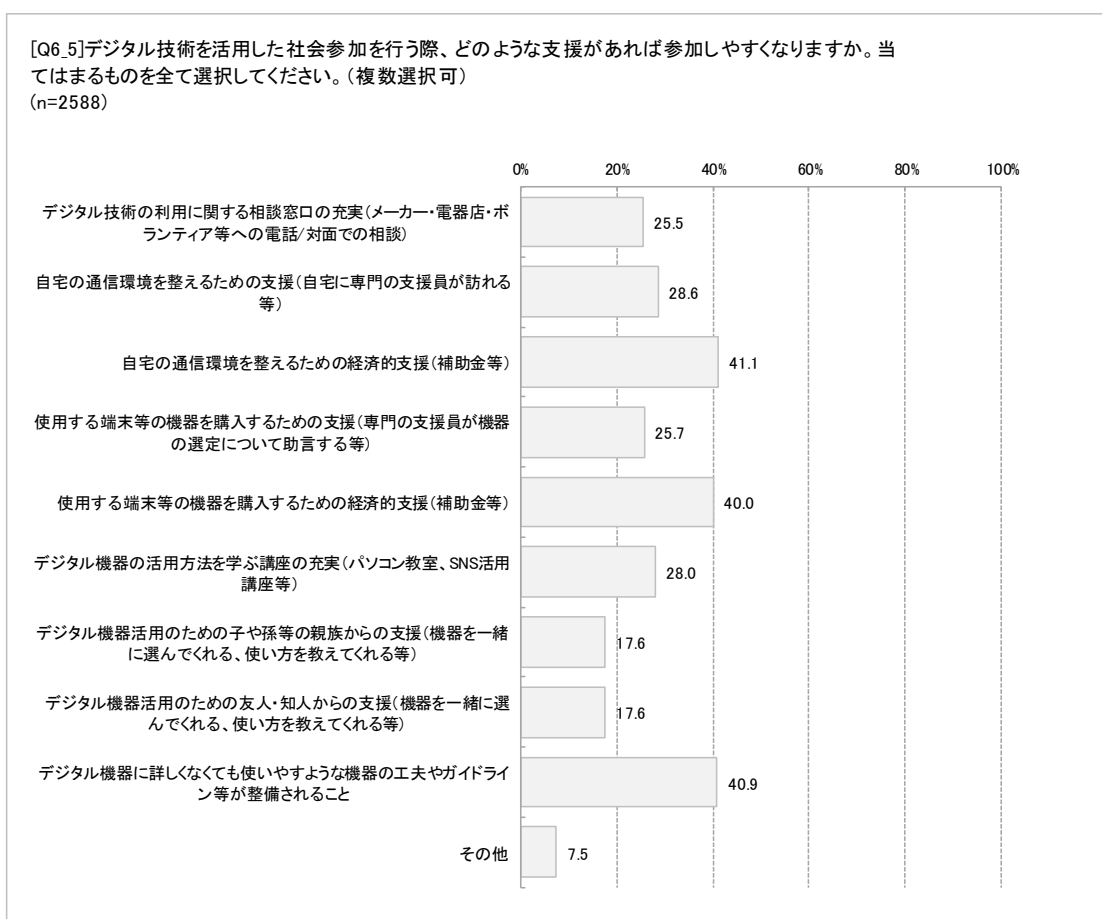 [Q6_5]デジタル技術を活用した社会参加を行う際、どのような支援があれば参加しやすくなりますか。当
てはまるものを全て選択してください。（複数選択可）
(n=2588)
0% 20% 40% 60% 80% 100%
デジタル技術の利用に関する相談窓口の充実（メーカー・電器店・ボ
ランティア等への電話/対面での相談）
25.5
自宅の通信環境を整えるための支援（自宅に専門の支援員が訪れる
等）
28.6
自宅の通信環境を整えるための経済的支援（補助金等）
41.1
使用する端末等の機器を購入するための支援（専門の支援員が機器
の選定について助言する等）
25.7
使用する端末等の機器を購入するための経済的支援（補助金等）
40.0
デジタル機器の活用方法を学ぶ講座の充実（パソコン教室、SNS活用
講座等）
28.0
デジタル機器活用のための子や孫等の親族からの支援（機器を一緒
に選んでくれる、使い方を教えてくれる等）
17.6
デジタル機器活用のための友人・知人からの支援（機器を一緒に選
んでくれる、使い方を教えてくれる等）
17.6
デジタル機器に詳しくなくても使いやすような機器の工夫やガイドライ
ン等が整備されること
40.9
その他
7.5